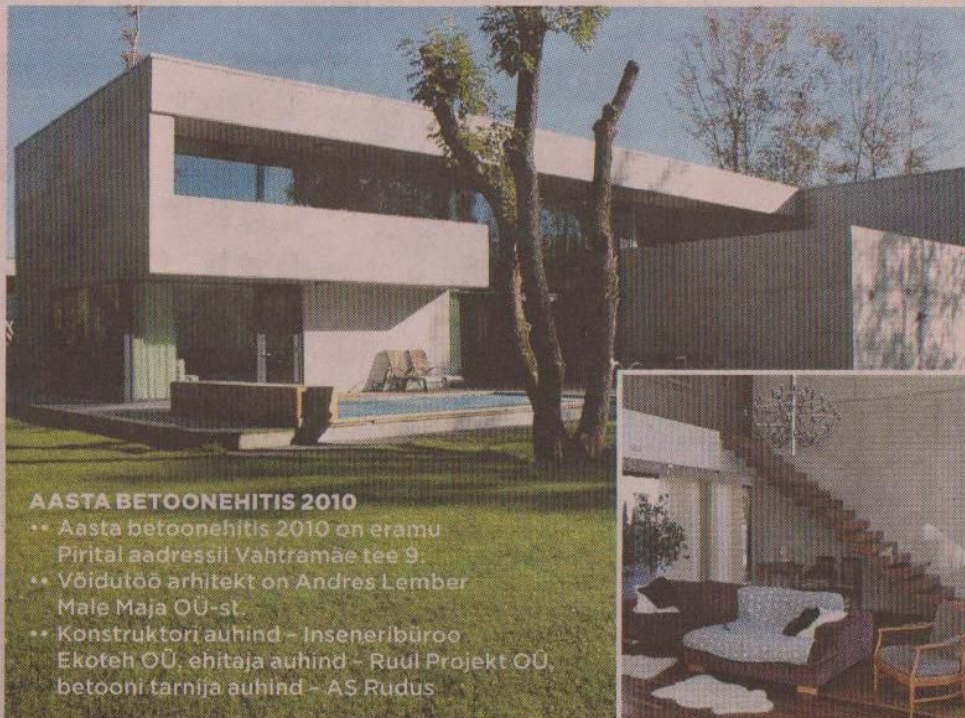 AASTA BETOONEHITIS 2010
•• Aasta betoonehitis 2010 on eramu
Pirital aadressil Vahtramäe tee 9.
•• Võidutöö arhitekt on Andres Lember
Male Maja OÜ-st.
•• Konstruktori auhind – Inseneribüroo
Ekoteh OÜ, ehitaja auhind – Ruul Projekt OÜ,
betooni tarnija auhind – AS Rudus